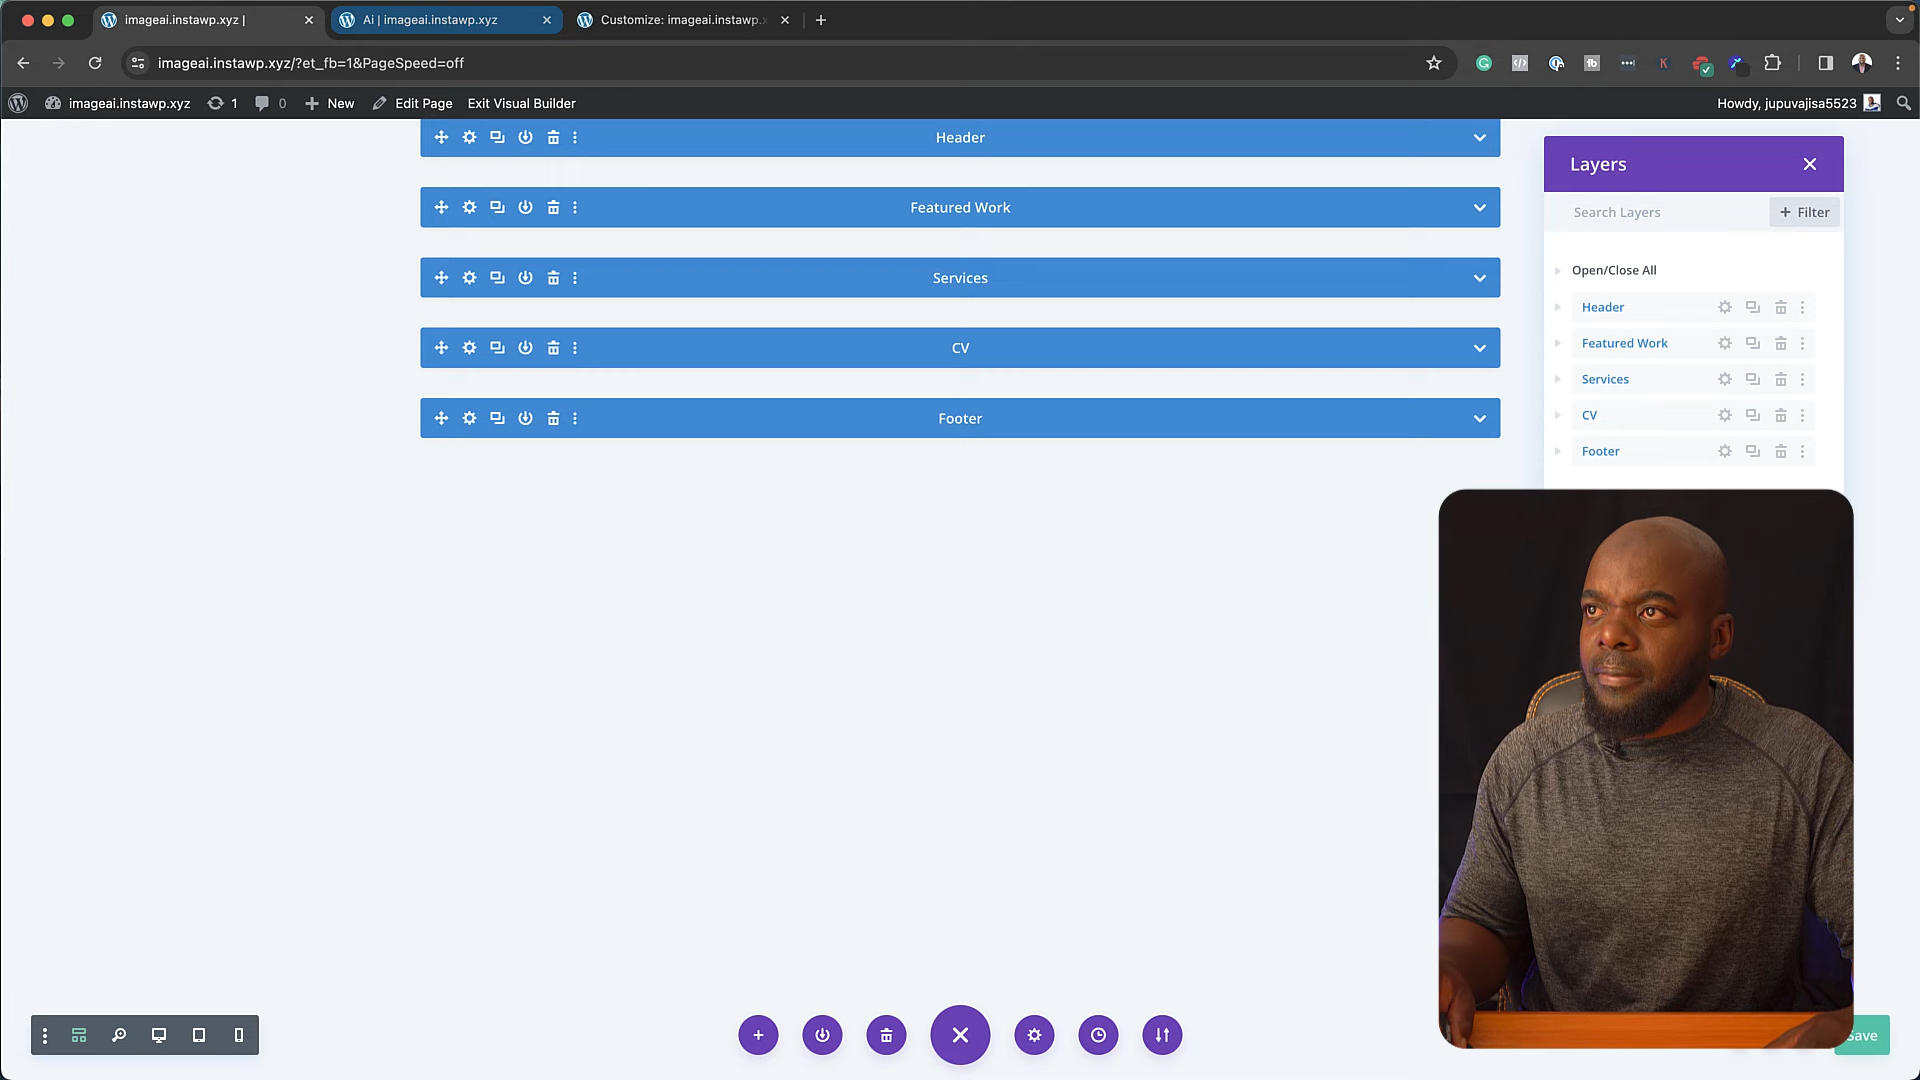 imageai.instawp.xyz |
Ai | imageai.instawp.xyz
Customize: imageai.instawp.x
imageai.instawp.xyz/?et_fb=1&PageSpeed=off
imageai.instawp.xyz
1
0
New
Edit Page
Exit Visual Builder
Howdy, jupuvajisa5523
Header
Featured Work
Services
CV
Footer
Layers
Search Layers
+ Filter
Open/Close All
Header
Featured Work
Services
CV
Footer
Save